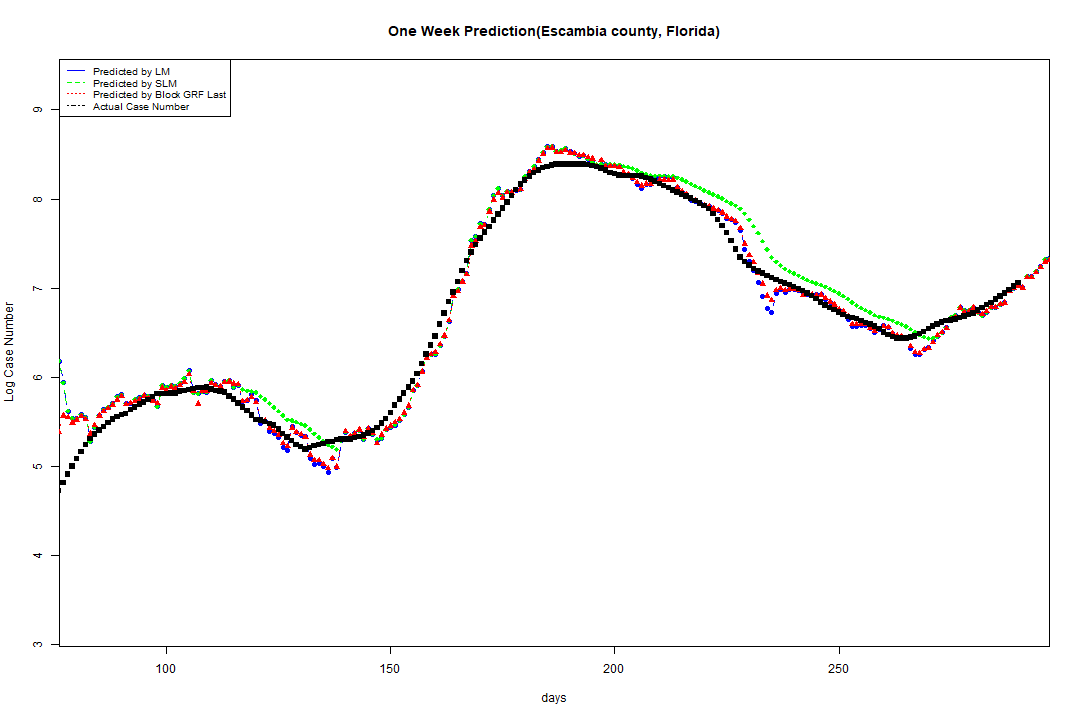 One Week Prediction(Escambia county, Florida)
Predicted by LM
Predicted by SLM
Predicted by Block GRF Last
Actual Case Number
9
8
7
6
5
4
3
Log Case Number
100 150 200 250
days